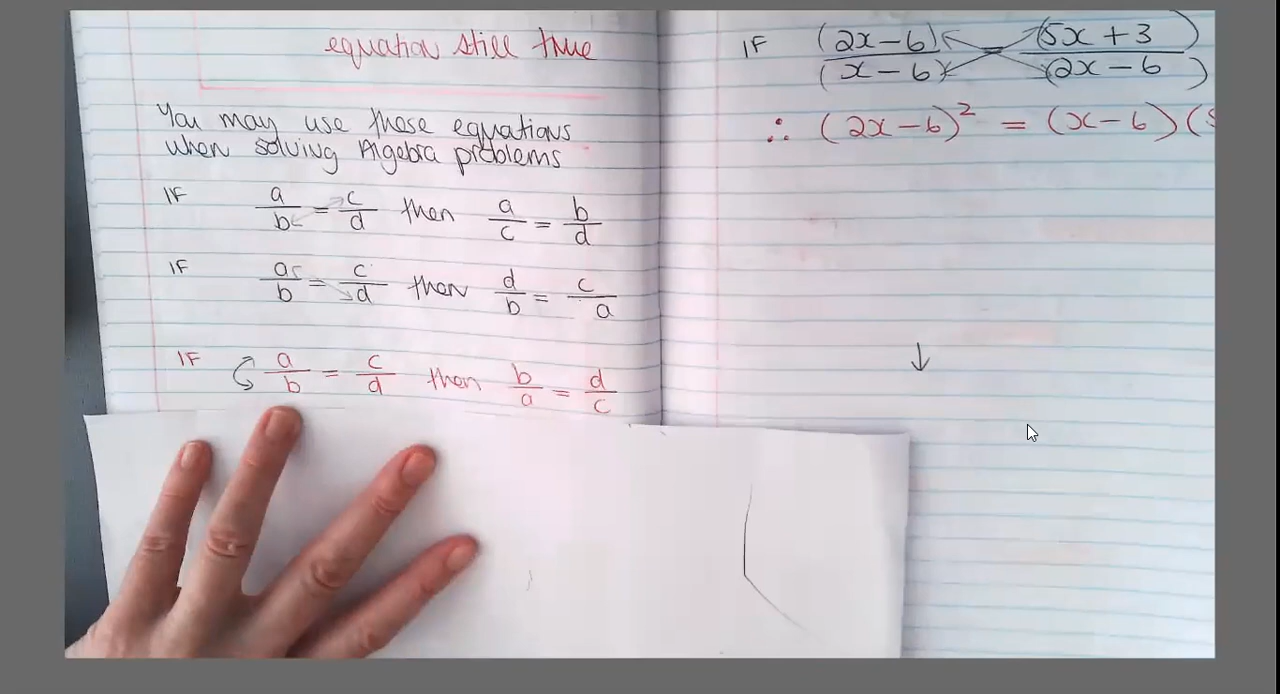 equation still true
You may use these equations
when solving Algebra problems
IF a/b = c/d then a/c = b/d
IF a/b = c/d then d/b = c/a
IF a/b = c/d then b/a = d/c
IF (2x-6)/(x-6) = (5x+3)/(2x-6)
∴ (2x-6)² = (x-6)(